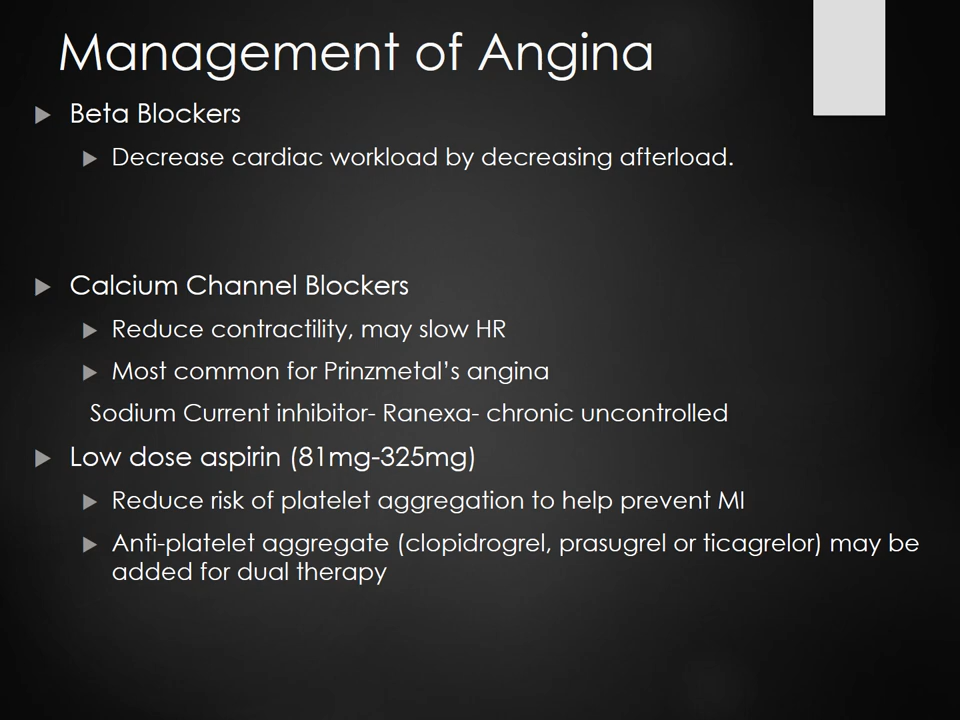 Management of Angina
Beta Blockers
Decrease cardiac workload by decreasing afterload.
Calcium Channel Blockers
Reduce contractility, may slow HR
Most common for Prinzmetal's angina
Sodium Current inhibitor- Ranexa- chronic uncontrolled
Low dose aspirin (81mg-325mg)
Reduce risk of platelet aggregation to help prevent MI
Anti-platelet aggregate (clopidrogrel, prasugrel or ticagrelor) may be
added for dual therapy